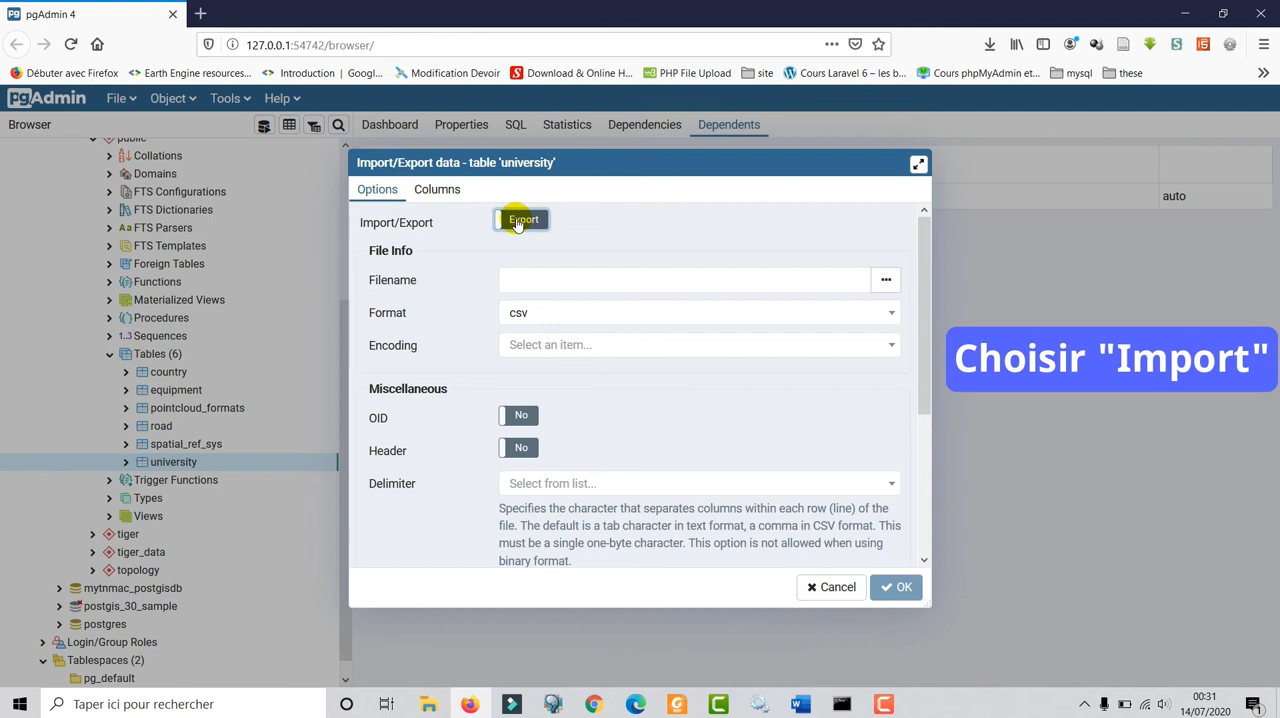 pgAdmin 4
127.0.0.1:54742/browser/
Débuter avec Firefox
Earth Engine resources...
Introduction | Googl...
Modification Devoir
Download & Online H...
PHP File Upload
site
Cours Laravel 6 – les b...
Cours phpMyAdmin et...
mysql
these
pgAdmin
File
Object
Tools
Help
Browser
Dashboard
Properties
SQL
Statistics
Dependencies
Dependents
public
Collations
Domains
FTS Configurations
FTS Dictionaries
FTS Parsers
FTS Templates
Foreign Tables
Functions
Materialized Views
Procedures
1..3 Sequences
Tables (6)
country
equipment
pointcloud_formats
road
spatial_ref_sys
university
Trigger Functions
Types
Views
tiger
tiger_data
topology
mytnmac_postgisdb
postgis_30_sample
postgres
Login/Group Roles
Tablespaces (2)
pg_default
auto
Import/Export data - table 'university'
Options
Columns
Import/Export
Export
File Info
Filename
Format
csv
Encoding
Select an item...
Miscellaneous
OID
No
Header
No
Delimiter
Select from list...
Specifies the character that separates columns within each row (line) of the
file. The default is a tab character in text format, a comma in CSV format. This
must be a single one-byte character. This option is not allowed when using
binary format.
Cancel
OK
Choisir "Import"
Taper ici pour rechercher
00:31
14/07/2020